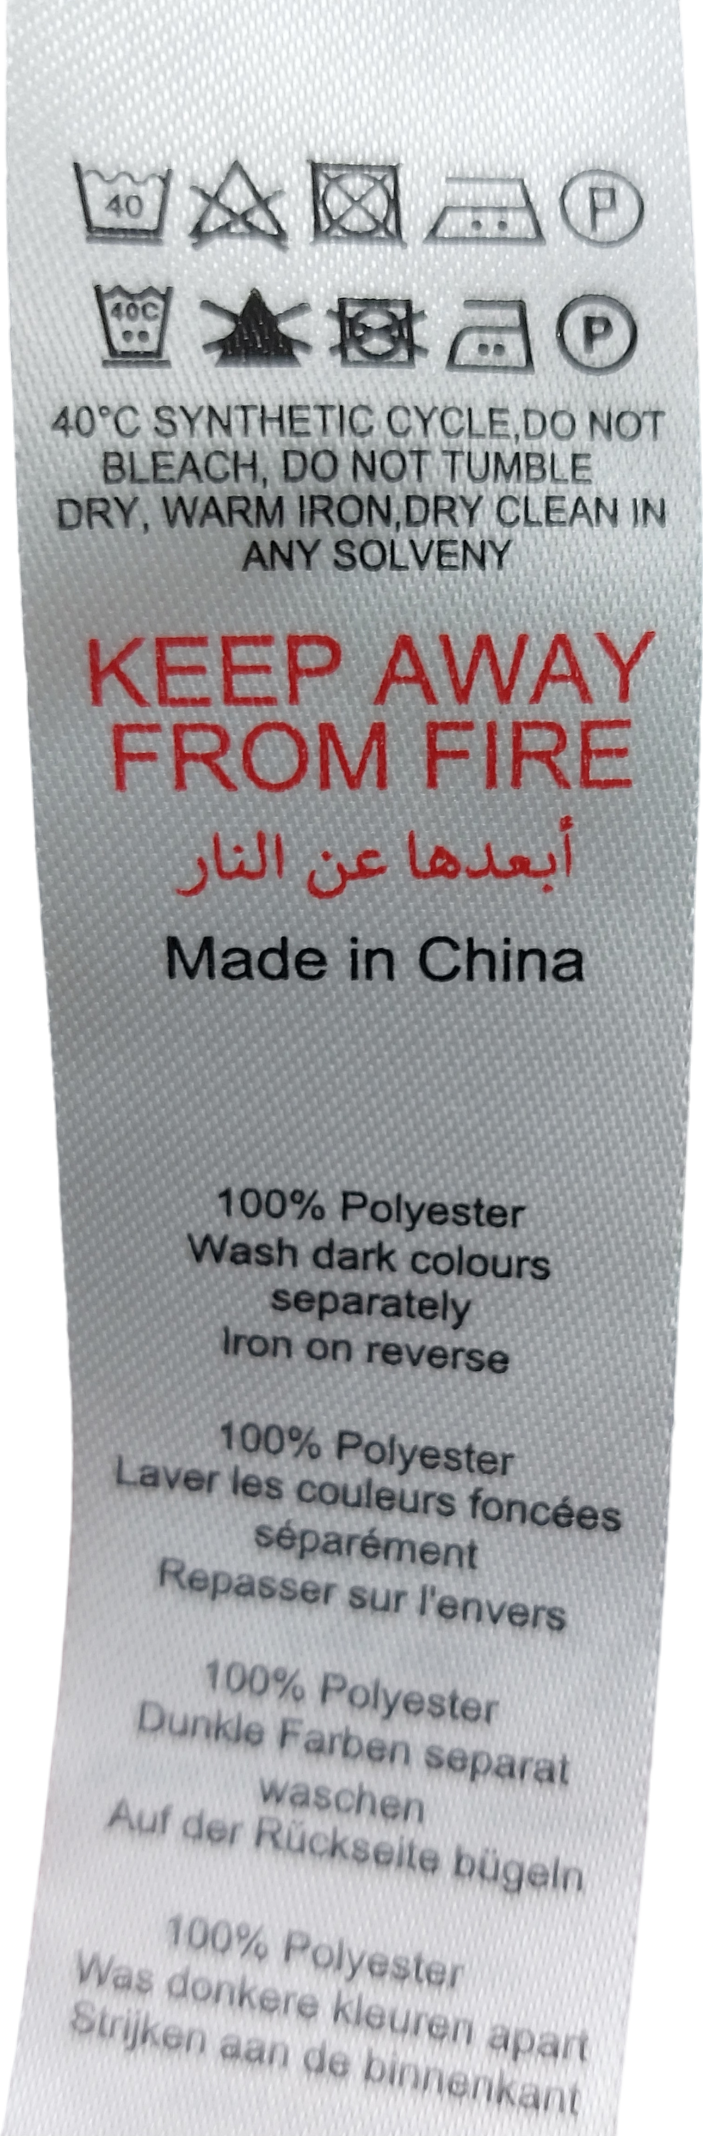 40 P
40C P
40°C SYNTHETIC CYCLE,DO NOT
BLEACH, DO NOT TUMBLE
DRY, WARM IRON,DRY CLEAN IN
ANY SOLVENY
KEEP AWAY
FROM FIRE
أبعدها عن النار
Made in China
100% Polyester
Wash dark colours
separately
Iron on reverse
100% Polyester
Laver les couleurs foncées
séparément
Repasser sur l'envers
100% Polyester
Dunkle Farben separat
waschen
Auf der Rückseite bügeln
100% Polyester
Was donkere kleuren apart
Strijken aan de binnenkant